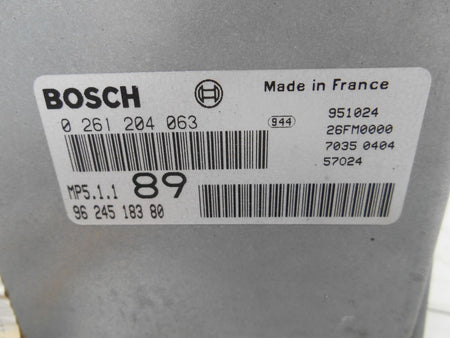 BOSCH Made in France
0 261 204 063 944 951024
26FM0000
7035 0404
57024
MP5.1.1 89
96 245 183 80